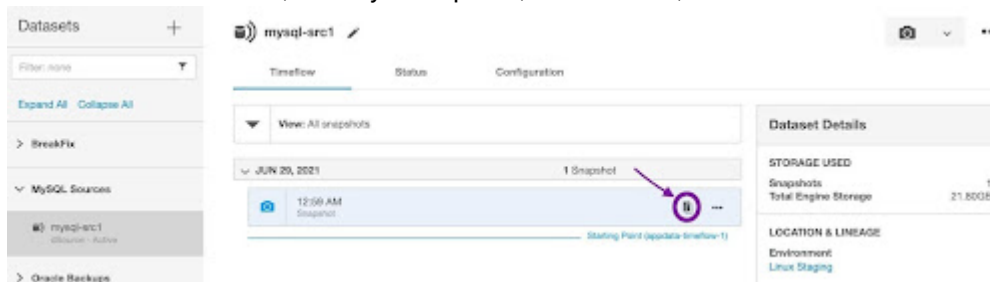 Datasets
mysql-src1
Filter: none
Timeflow Status Configuration
Expand All Collapse All
View: All snapshots
Dataset Details
BreakFix
JUN 29, 2021 1 Snapshot
STORAGE USED
MySQL Sources
12:59 AM
Snapshot
Snapshots 1
Total Engine Storage 21.80GB
mysql-src1
dSource - Active
Starting Point (appdata-timeflow-1)
LOCATION & LINEAGE
Environment
Linux Staging
Oracle Backups